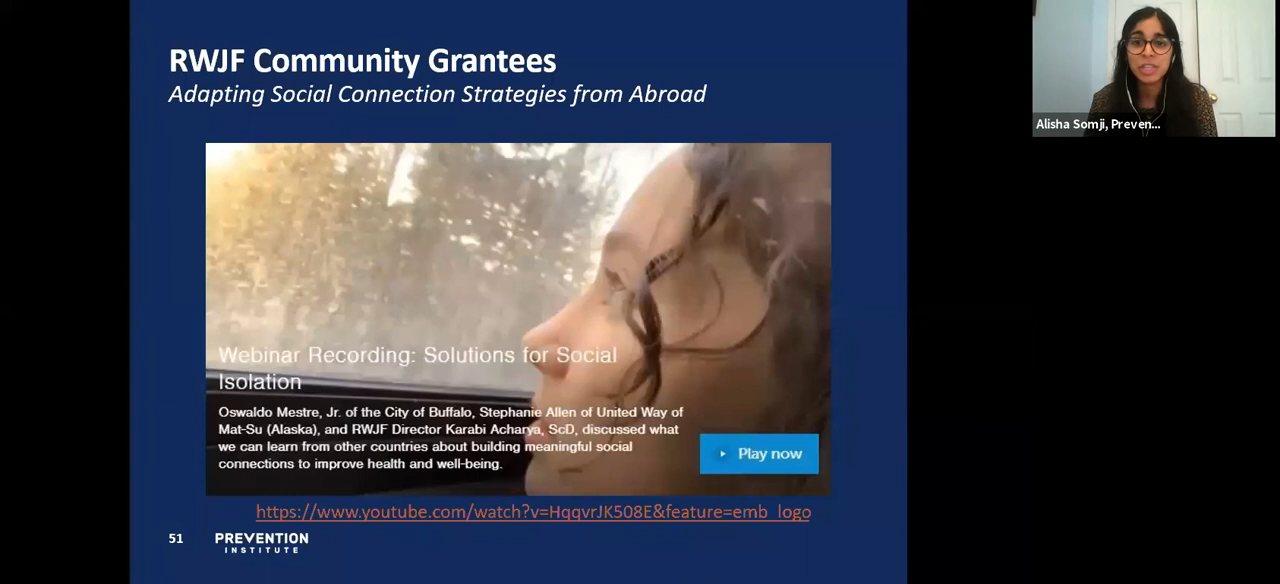 RWJF Community Grantees
Adapting Social Connection Strategies from Abroad
Webinar Recording: Solutions for Social
Isolation
Oswaldo Mestre, Jr. of the City of Buffalo, Stephanie Allen of United Way of
Mat-Su (Alaska), and RWJF Director Karabi Acharya, ScD, discussed what
we can learn from other countries about building meaningful social
connections to improve health and well-being.
Play now
https://www.youtube.com/watch?v=HqqvrJK508E&feature=emb_logo
51
PREVENTION
INSTITUTE
Alisha Somji, Preven...